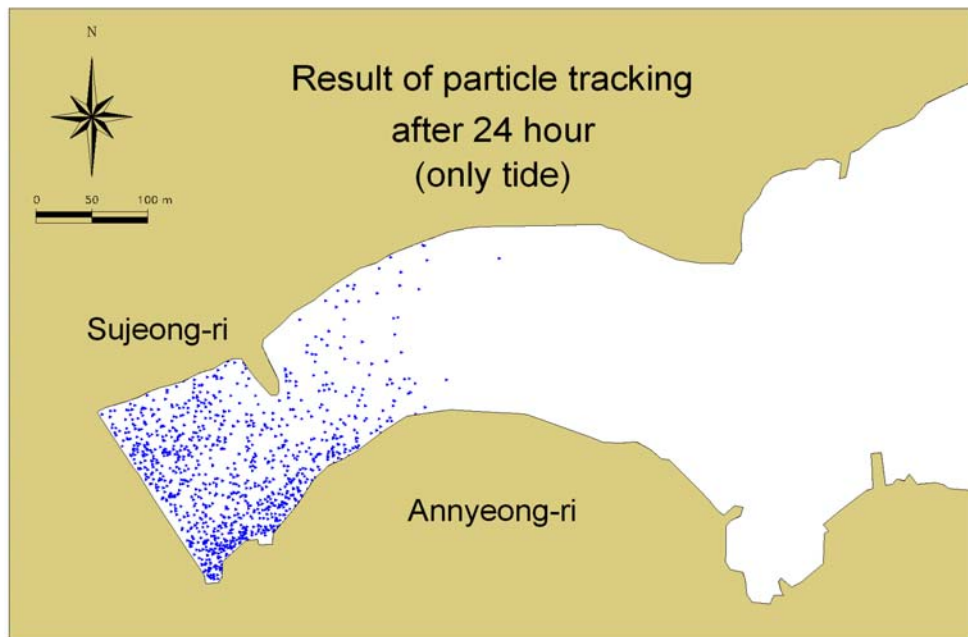 N
Result of particle tracking
after 24 hour
(only tide)
0 50 100 m
Sujeong-ri
Annyeong-ri